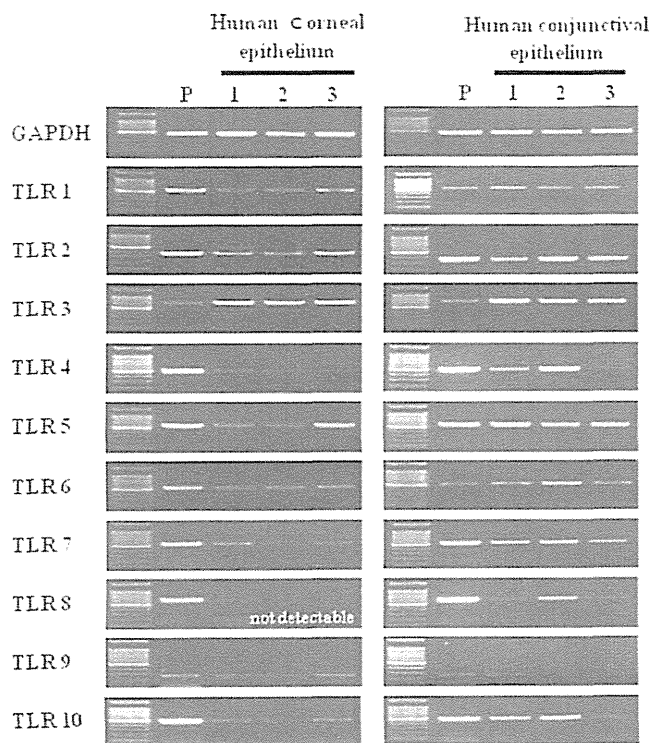 Human Corneal
epithelium
Human conjunctival
epithelium
P 1 2 3
P 1 2 3
GAPDH
TLR1
TLR2
TLR3
TLR4
TLR5
TLR6
TLR7
TLR8
not detectable
TLR9
TLR10